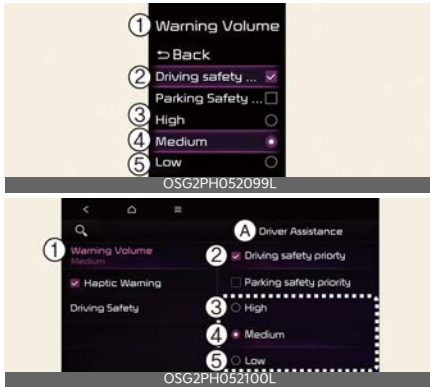 ① Warning Volume
⮌ Back
② Driving safety ...
Parking Safety ...
③ High
④ Medium
⑤ Low
OSG2PH052099L
Ⓐ Driver Assistance
① Warning Volume
Medium
② Driving safety priorty
Haptic Warning
Parking safety priority
Driving Safety
③ High
④ Medium
⑤ Low
OSG2PH052100L